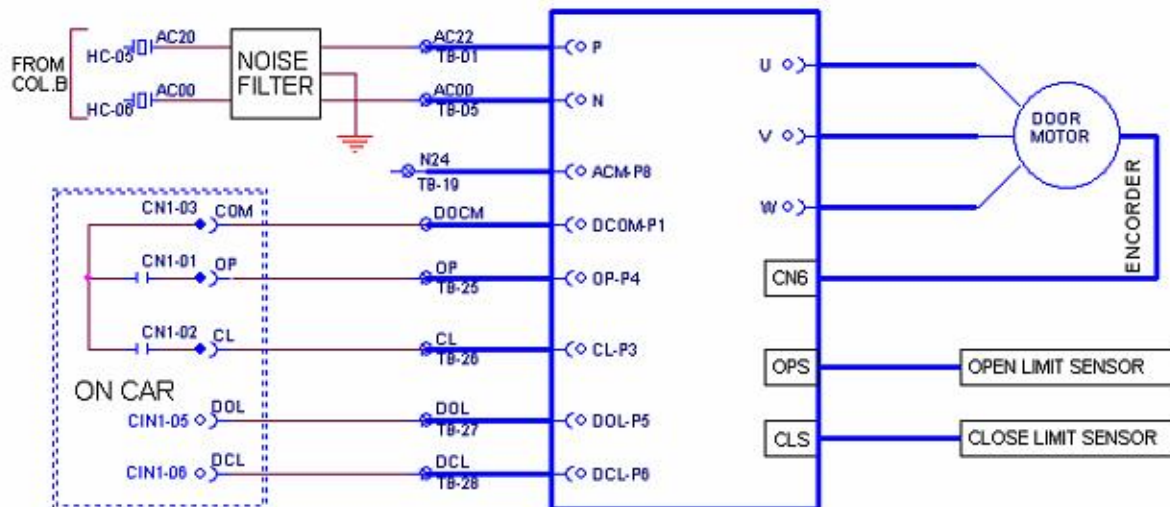 FROM
COL.B
HC-05
AC20
HC-06
AC00
NOISE
FILTER
AC22
TB-01
AC00
TB-05
N24
TB-19
CN1-03
COM
DOCM
CN1-01
OP
OP
TB-25
CN1-02
CL
CL
TB-26
ON CAR
CIN1-05
DOL
DOL
TB-27
CIN1-06
DCL
DCL
TB-28
P
N
ACM-P8
DCOM-P1
OP-P4
CL-P3
DOL-P5
DCL-P6
U
V
W
CN6
OPS
CLS
DOOR
MOTOR
ENCORDER
OPEN LIMIT SENSOR
CLOSE LIMIT SENSOR